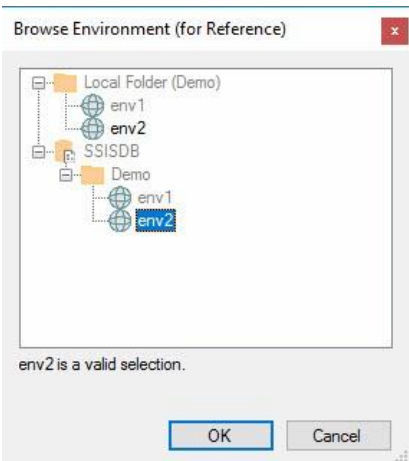 Browse Environment (for Reference)
x
Local Folder (Demo)
env1
env2
SSISDB
Demo
env1
env2
env2 is a valid selection.
OK
Cancel